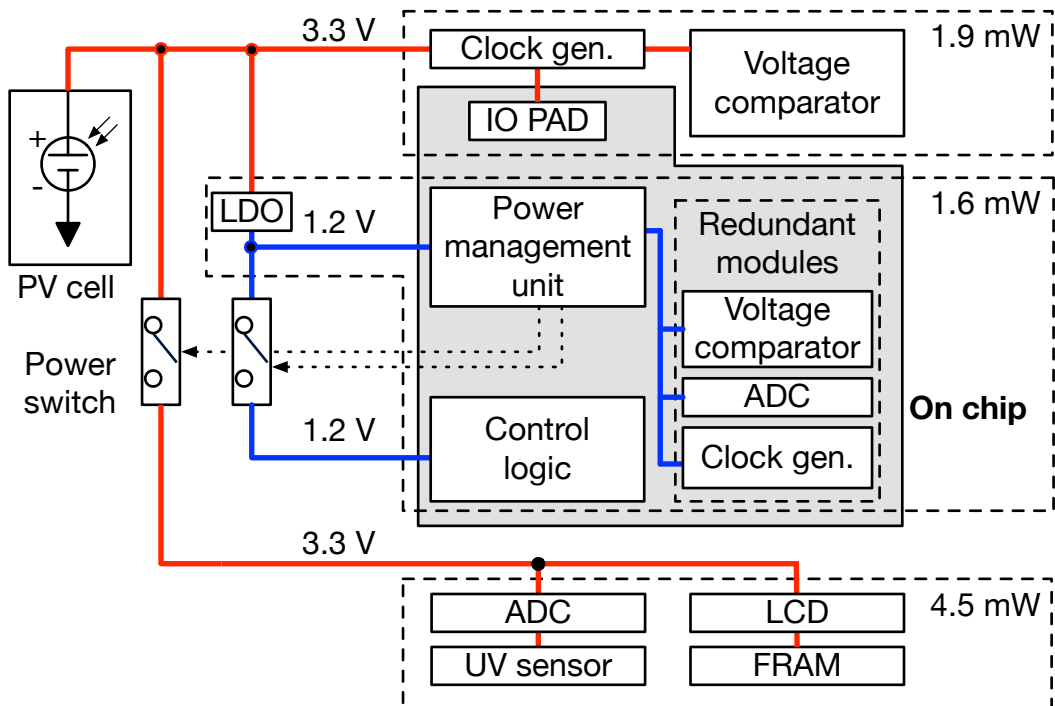 3.3 V
Clock gen.
1.9 mW
Voltage
comparator
IO PAD
+
-
PV cell
LDO
1.2 V
Power
management
unit
1.6 mW
Redundant
modules
Voltage
comparator
ADC
Clock gen.
On chip
Power
switch
1.2 V
Control
logic
3.3 V
4.5 mW
ADC
LCD
UV sensor
FRAM